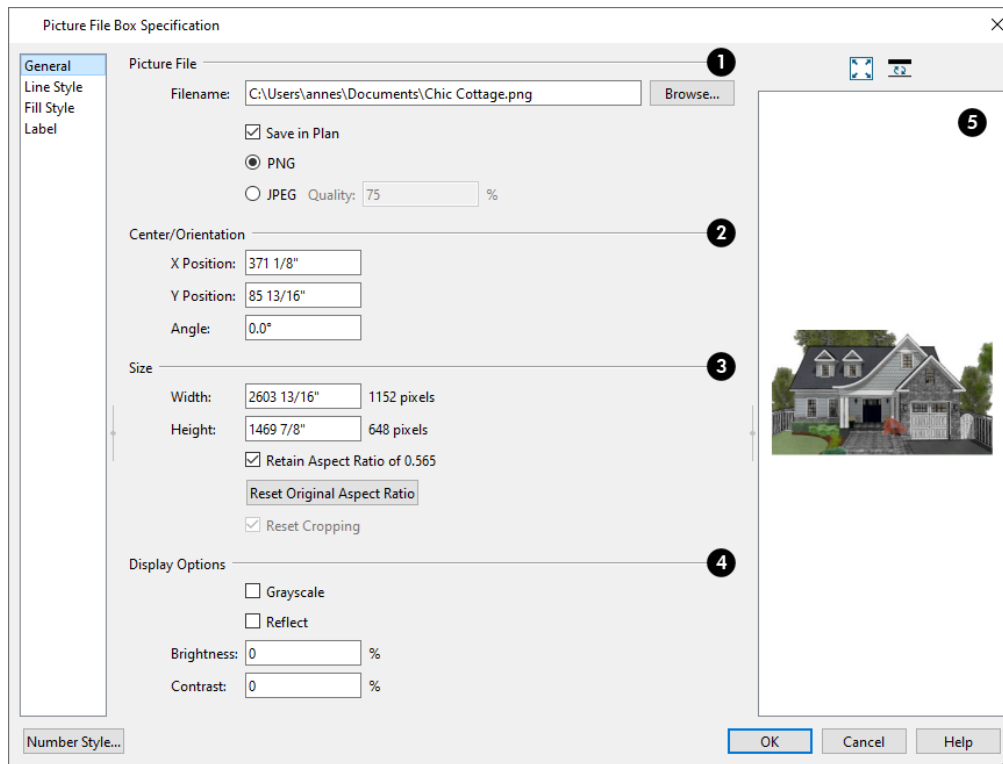 Picture File Box Specification
General
Line Style
Fill Style
Label
Picture File
1
Filename: C:\Users\annes\Documents\Chic Cottage.png Browse...
Save in Plan
PNG
JPEG Quality: 75 %
Center/Orientation
2
X Position: 371 1/8"
Y Position: 85 13/16"
Angle: 0.0°
Size
3
Width: 2603 13/16" 1152 pixels
Height: 1469 7/8" 648 pixels
Retain Aspect Ratio of 0.565
Reset Original Aspect Ratio
Reset Cropping
Display Options
4
Grayscale
Reflect
Brightness: 0 %
Contrast: 0 %
5
Number Style...
OK
Cancel
Help